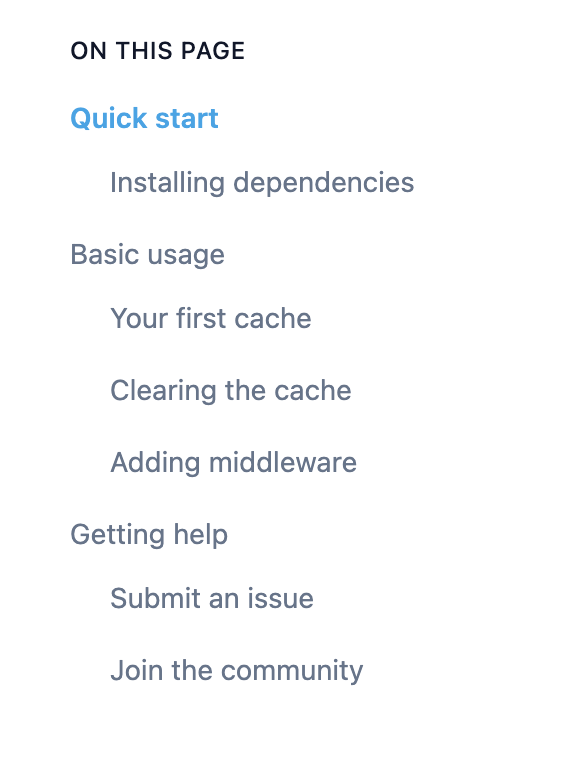 ON THIS PAGE
Quick start
Installing dependencies
Basic usage
Your first cache
Clearing the cache
Adding middleware
Getting help
Submit an issue
Join the community